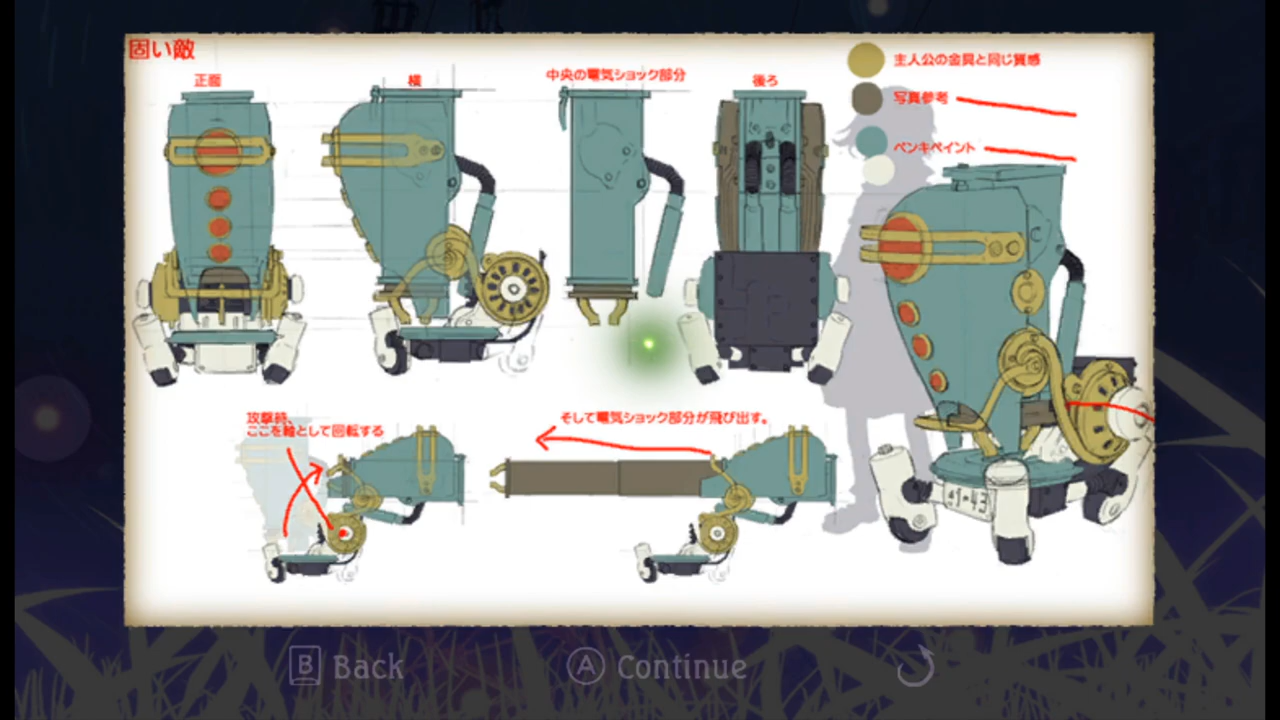 固い敵
正面
横
中央の電気ショック部分
後ろ
主人公の金具と同じ質感
写真参考
ペンキペイント
攻撃時、
ここを軸として回転する
そして電気ショック部分が飛び出す。
41-43
B Back
A Continue